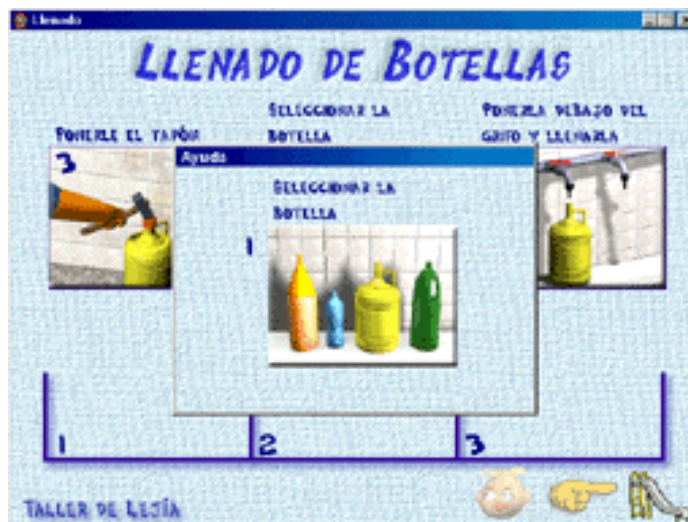 Llenado
LLENADO DE BOTELLAS
PONERLE EL TAPÓN
3
SELECCIONAR LA
BOTELLA
PONERLA DEBAJO DEL
GRIFO Y LLENARLA
Ayuda
SELECCIONAR LA
BOTELLA
1
1
2
3
TALLER DE LEJÍA